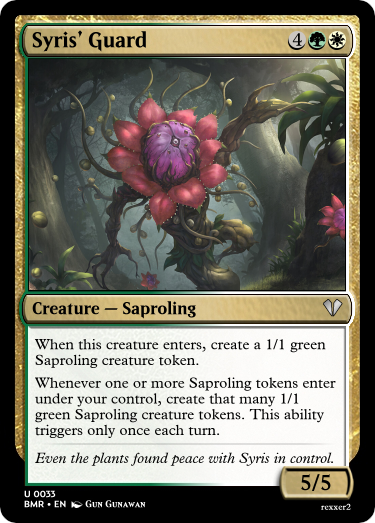 Syris' Guard 4
Creature — Saproling
When this creature enters, create a 1/1 green
Saproling creature token.
Whenever one or more Saproling tokens enter
under your control, create that many 1/1
green Saproling creature tokens. This ability
triggers only once each turn.
Even the plants found peace with Syris in control.
5/5
U 0033
BMR • EN Gun Gunawan
rexxer2